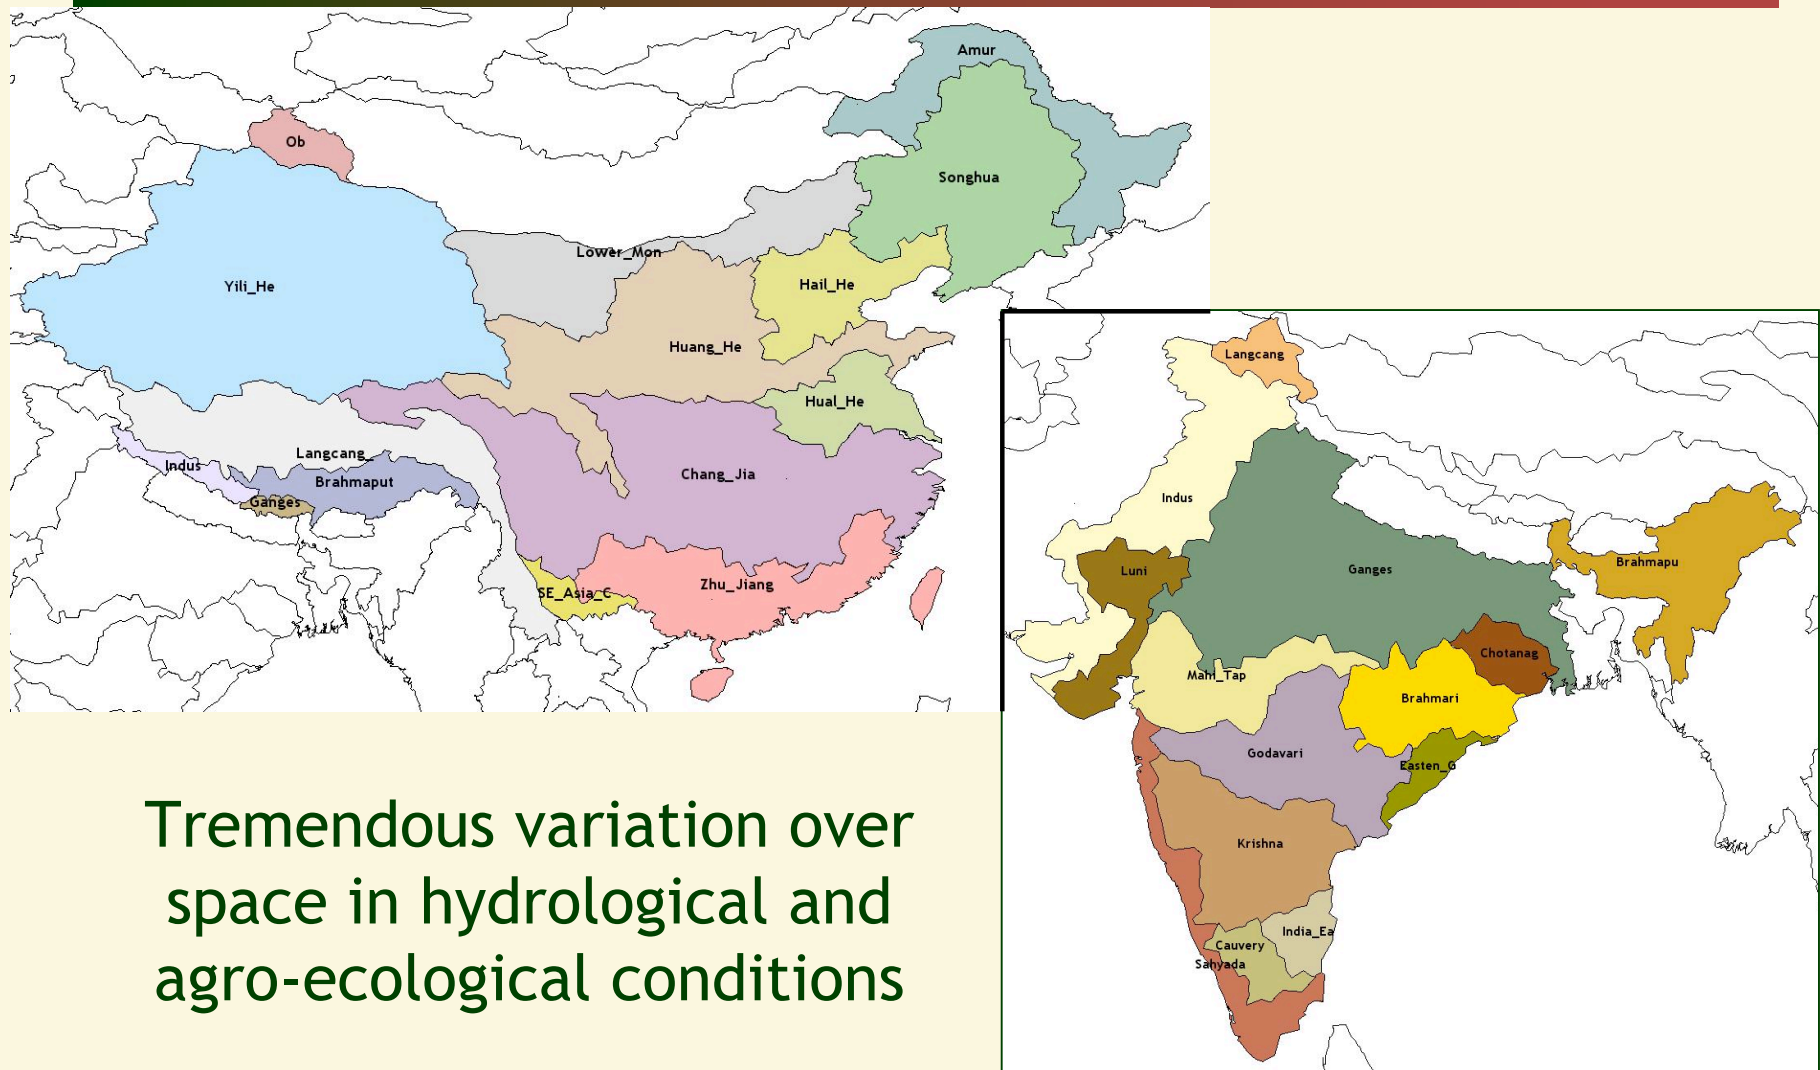 Amur
Ob
Songhua
Lower_Mon
Yili_He
Hail_He
Huang_He
Hual_He
Langcang_
Indus
Brahmaput
Chang_Jia
Ganges
Zhu_Jiang
SE_Asia_C
Langcang
Indus
Luni
Ganges
Brahmapu
Chotanag
Mahi_Tap
Brahmari
Godavari
Easten_G
Krishna
India_Ea
Cauvery
Sahyada
Tremendous variation over
space in hydrological and
agro-ecological conditions